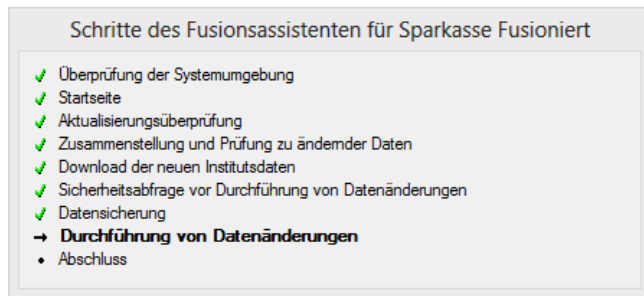 Schritte des Fusionsassistenten für Sparkasse Fusioniert
Überprüfung der Systemumgebung
Startseite
Aktualisierungsüberprüfung
Zusammenstellung und Prüfung zu ändernder Daten
Download der neuen Institutsdaten
Sicherheitsabfrage vor Durchführung von Datenänderungen
Datensicherung
Durchführung von Datenänderungen
Abschluss